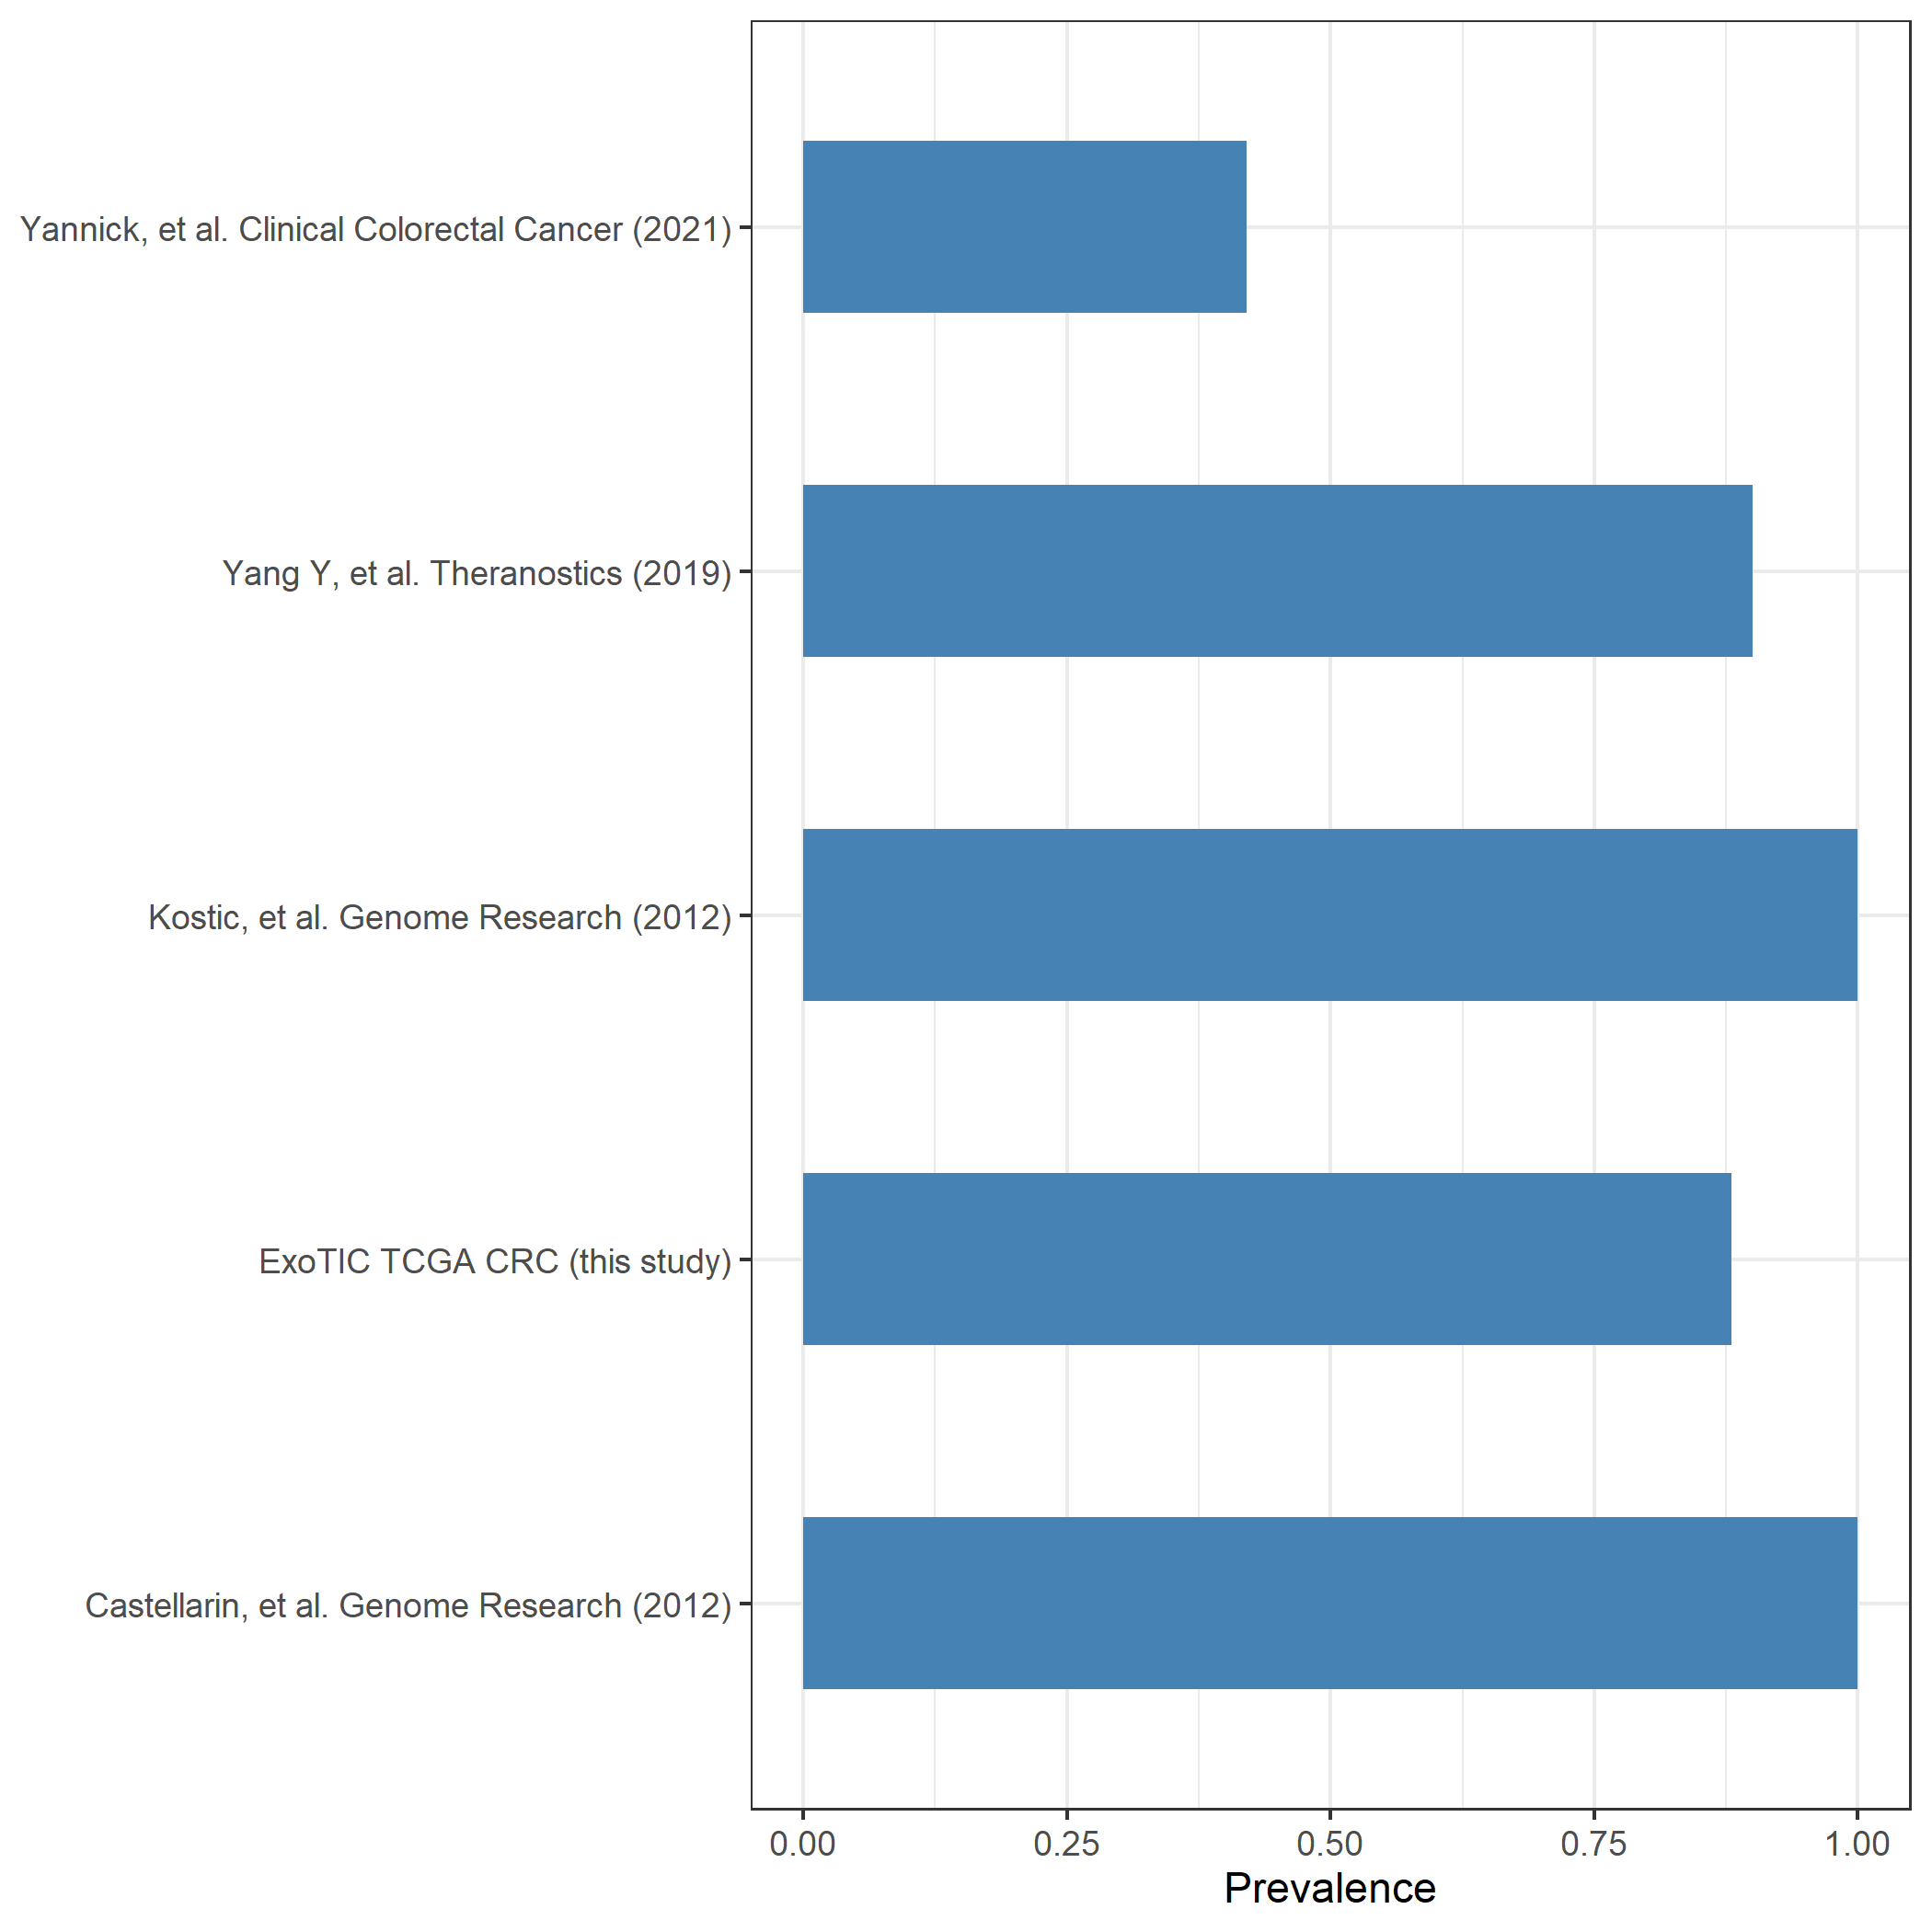 Yannick, et al. Clinical Colorectal Cancer (2021)
Yang Y, et al. Theranostics (2019)
Kostic, et al. Genome Research (2012)
ExoTIC TCGA CRC (this study)
Castellarin, et al. Genome Research (2012)
0.00 0.25 0.50 0.75 1.00
Prevalence